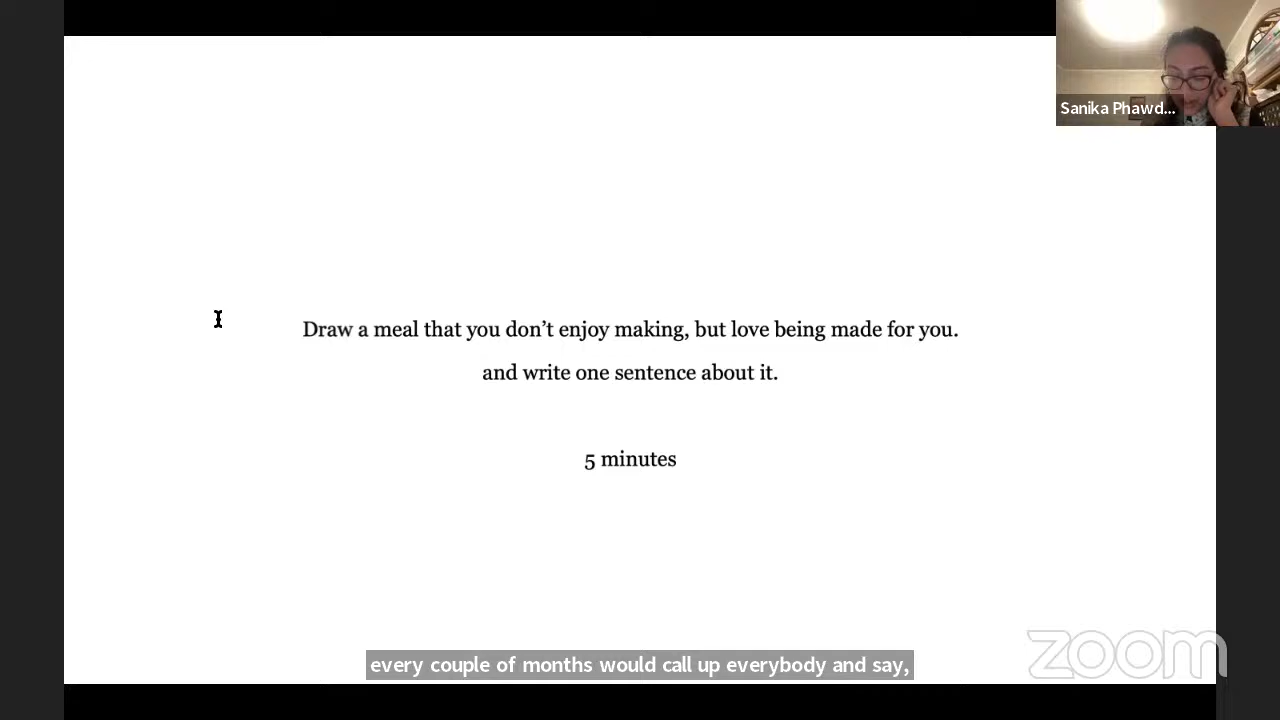 Sanika Phawd...
Draw a meal that you don’t enjoy making, but love being made for you.
and write one sentence about it.
5 minutes
every couple of months would call up everybody and say,
zoom